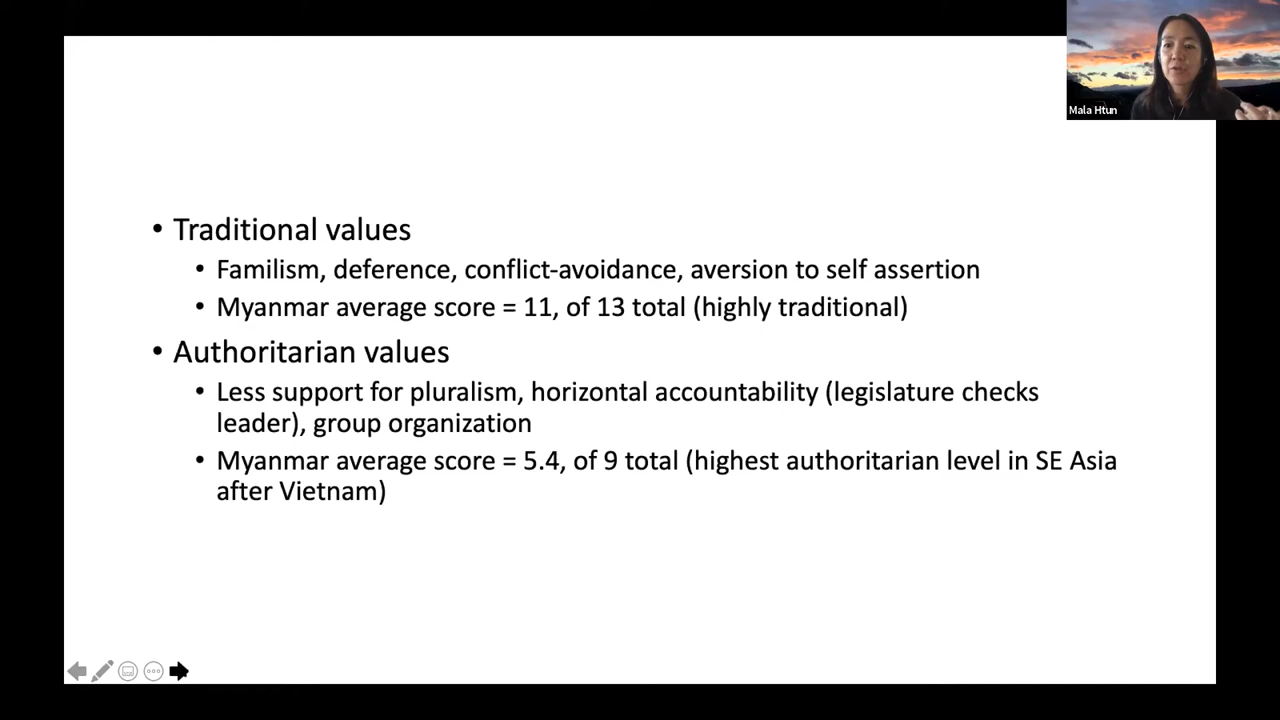 Mala Htun
• Traditional values
• Familism, deference, conflict-avoidance, aversion to self assertion
• Myanmar average score = 11, of 13 total (highly traditional)
• Authoritarian values
• Less support for pluralism, horizontal accountability (legislature checks
leader), group organization
• Myanmar average score = 5.4, of 9 total (highest authoritarian level in SE Asia
after Vietnam)